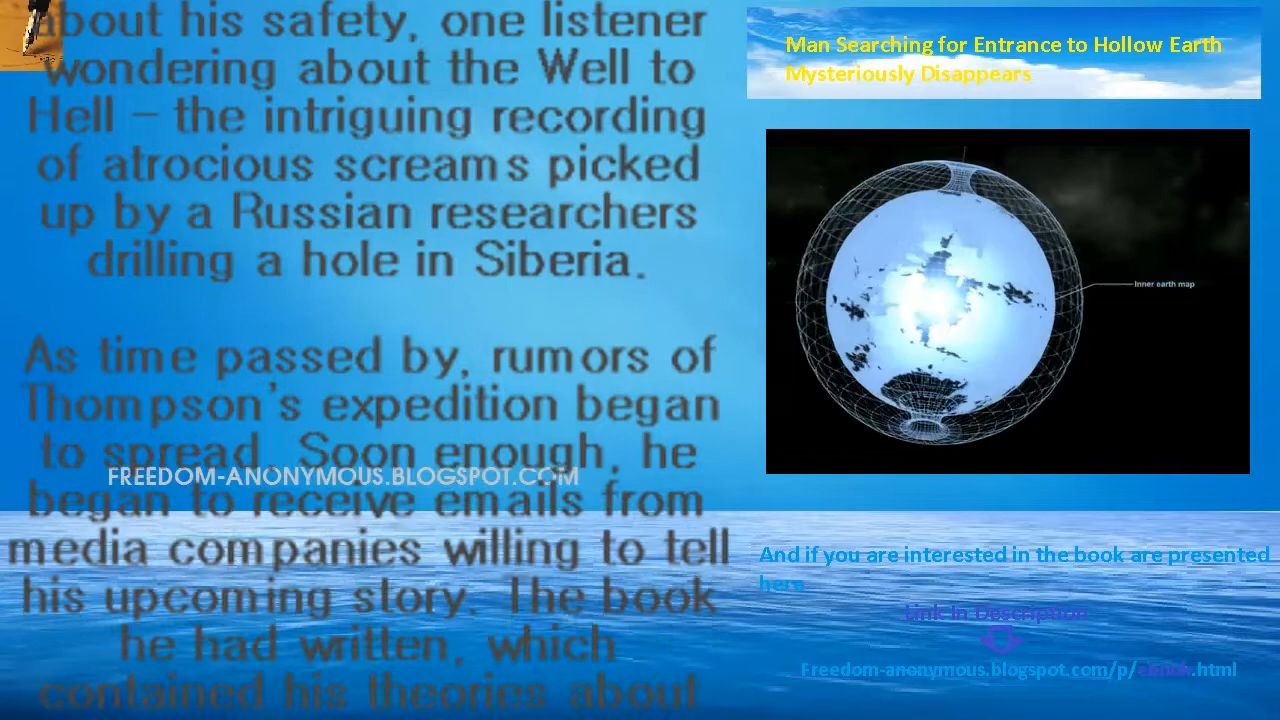 about his safety, one listener
wondering about the Well to
Hell – the intriguing recording
of atrocious screams picked
up by a Russian researchers
drilling a hole in Siberia.
As time passed by, rumors of
Thompson's expedition began
to spread. Soon enough, he
FREEDOM-ANONYMOUS.BLOGSPOT.COM
began to receive emails from
media companies willing to tell
his upcoming story. The book
he had written, which
contained his theories about
Man Searching for Entrance to Hollow Earth
Mysteriously Disappears
Inner earth map
And if you are interested in the book are presented
here
Link In Description
Freedom-anonymous.blogspot.com/p/ebook.html